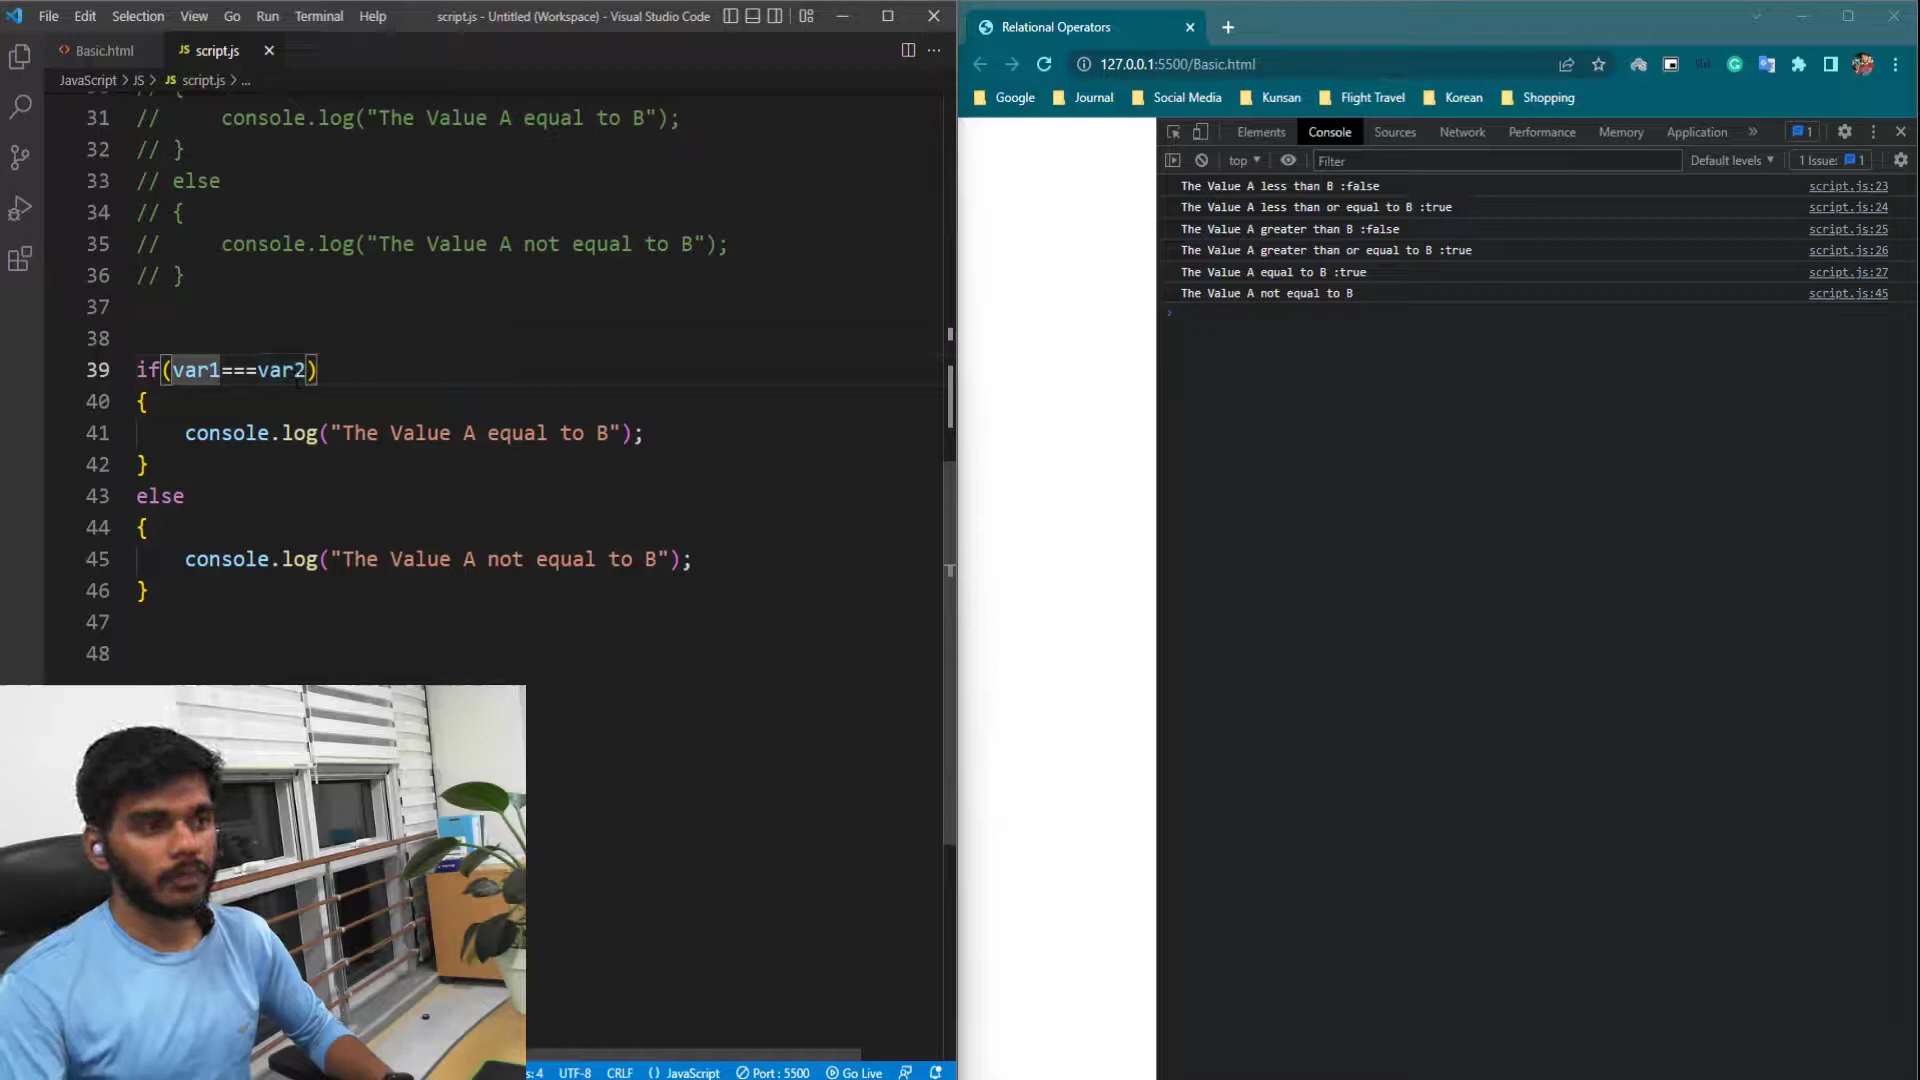 File Edit Selection View Go Run Terminal Help script.js - Untitled (Workspace) - Visual Studio Code
Basic.html JS script.js
JavaScript > JS > JS script.js > ...
31 // console.log("The Value A equal to B");
32 // }
33 // else
34 // {
35 // console.log("The Value A not equal to B");
36 // }
37
38
39 if(var1===var2)
40 {
41 console.log("The Value A equal to B");
42 }
43 else
44 {
45 console.log("The Value A not equal to B");
46 }
47
48
s: 4 UTF-8 CRLF {} JavaScript Port : 5500 Go Live
Relational Operators
127.0.0.1:5500/Basic.html
Google Journal Social Media Kunsan Flight Travel Korean Shopping
Elements Console Sources Network Performance Memory Application » 1
top Filter Default levels 1 Issue: 1
The Value A less than B :false script.js:23
The Value A less than or equal to B :true script.js:24
The Value A greater than B :false script.js:25
The Value A greater than or equal to B :true script.js:26
The Value A equal to B :true script.js:27
The Value A not equal to B script.js:45